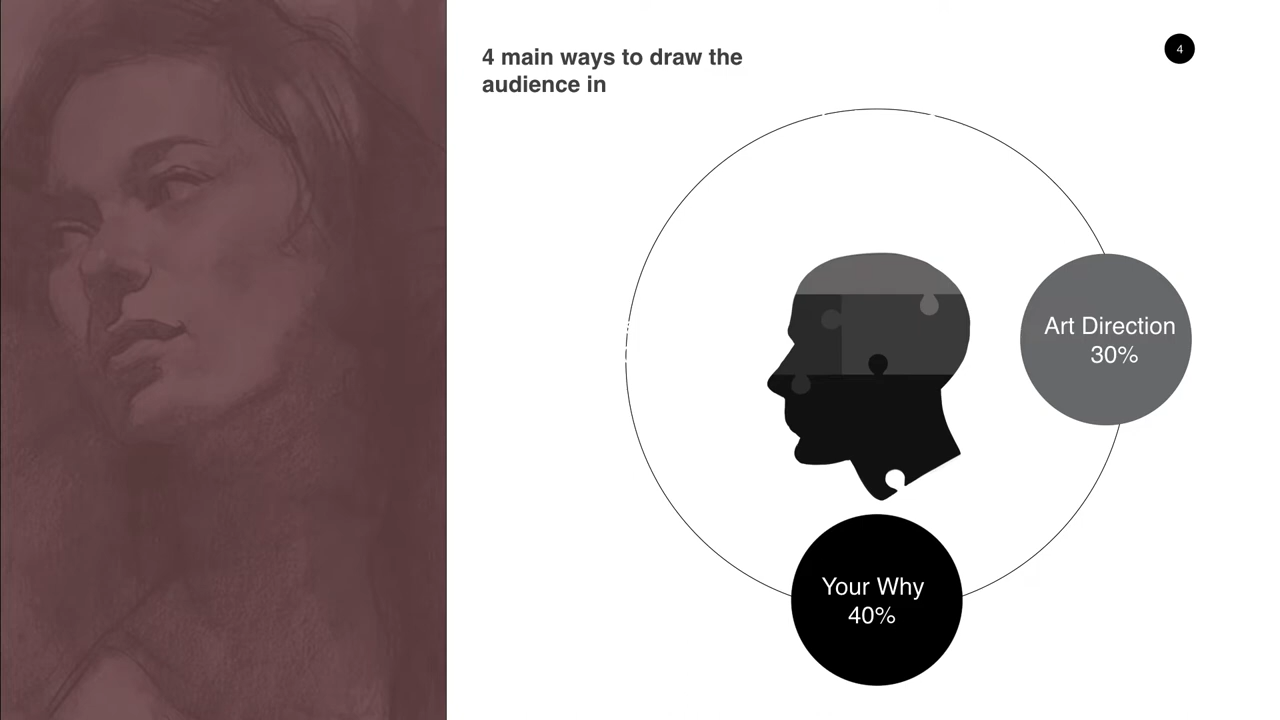 4 main ways to draw the
audience in
4
Art Direction
30%
Your Why
40%